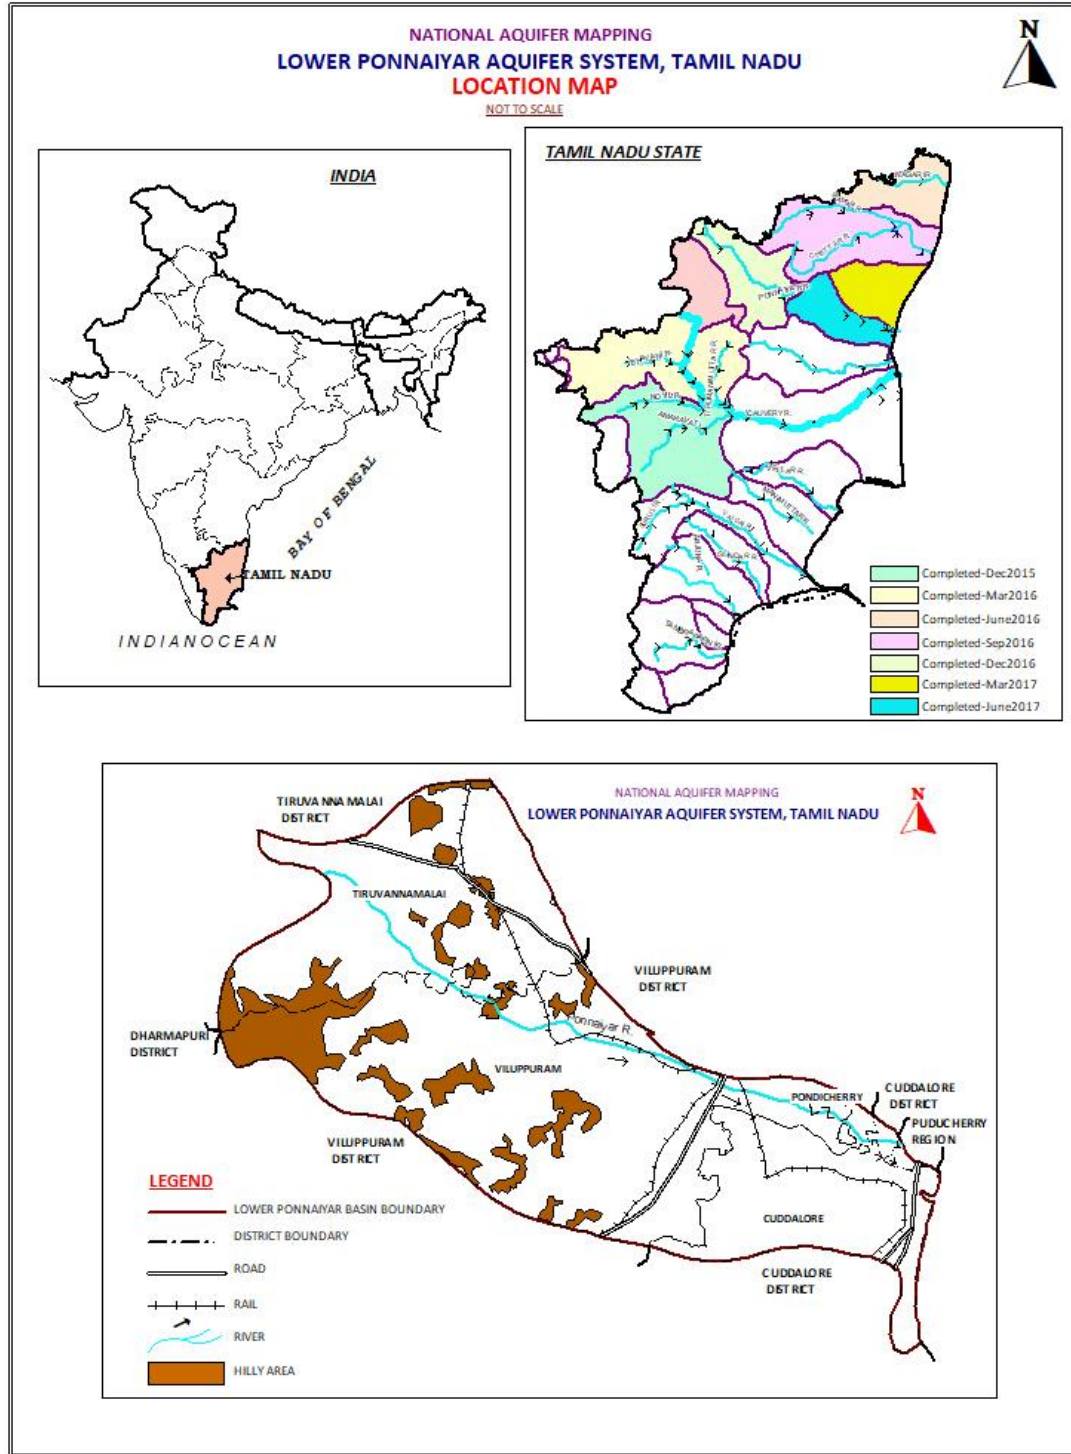 NATIONAL AQUIFER MAPPING
LOWER PONNAIYAR AQUIFER SYSTEM, TAMIL NADU
LOCATION MAP
NOT TO SCALE
N
INDIA
BAY OF BENGAL
TAMIL NADU
INDIANOCEAN
TAMIL NADU STATE
CAUVERY R.
Completed-Dec2015
Completed-Mar2016
Completed-June2016
Completed-Sep2016
Completed-Dec2016
Completed-Mar2017
Completed-June2017
NATIONAL AQUIFER MAPPING
LOWER PONNAIYAR AQUIFER SYSTEM, TAMIL NADU
N
TIRUVANNAMALAI
DISTRICT
TIRUVANNAMALAI
VILUPPURAM
DISTRICT
Ponnaiyar R.
DHARMAPURI
DISTRICT
VILUPPURAM
PONDICHERRY
CUDDALORE
DISTRICT
PUDUCHERRY
REGION
VILUPPURAM
DISTRICT
CUDDALORE
CUDDALORE
DISTRICT
LEGEND
LOWER PONNAIYAR BASIN BOUNDARY
DISTRICT BOUNDARY
ROAD
RAIL
RIVER
HILLY AREA